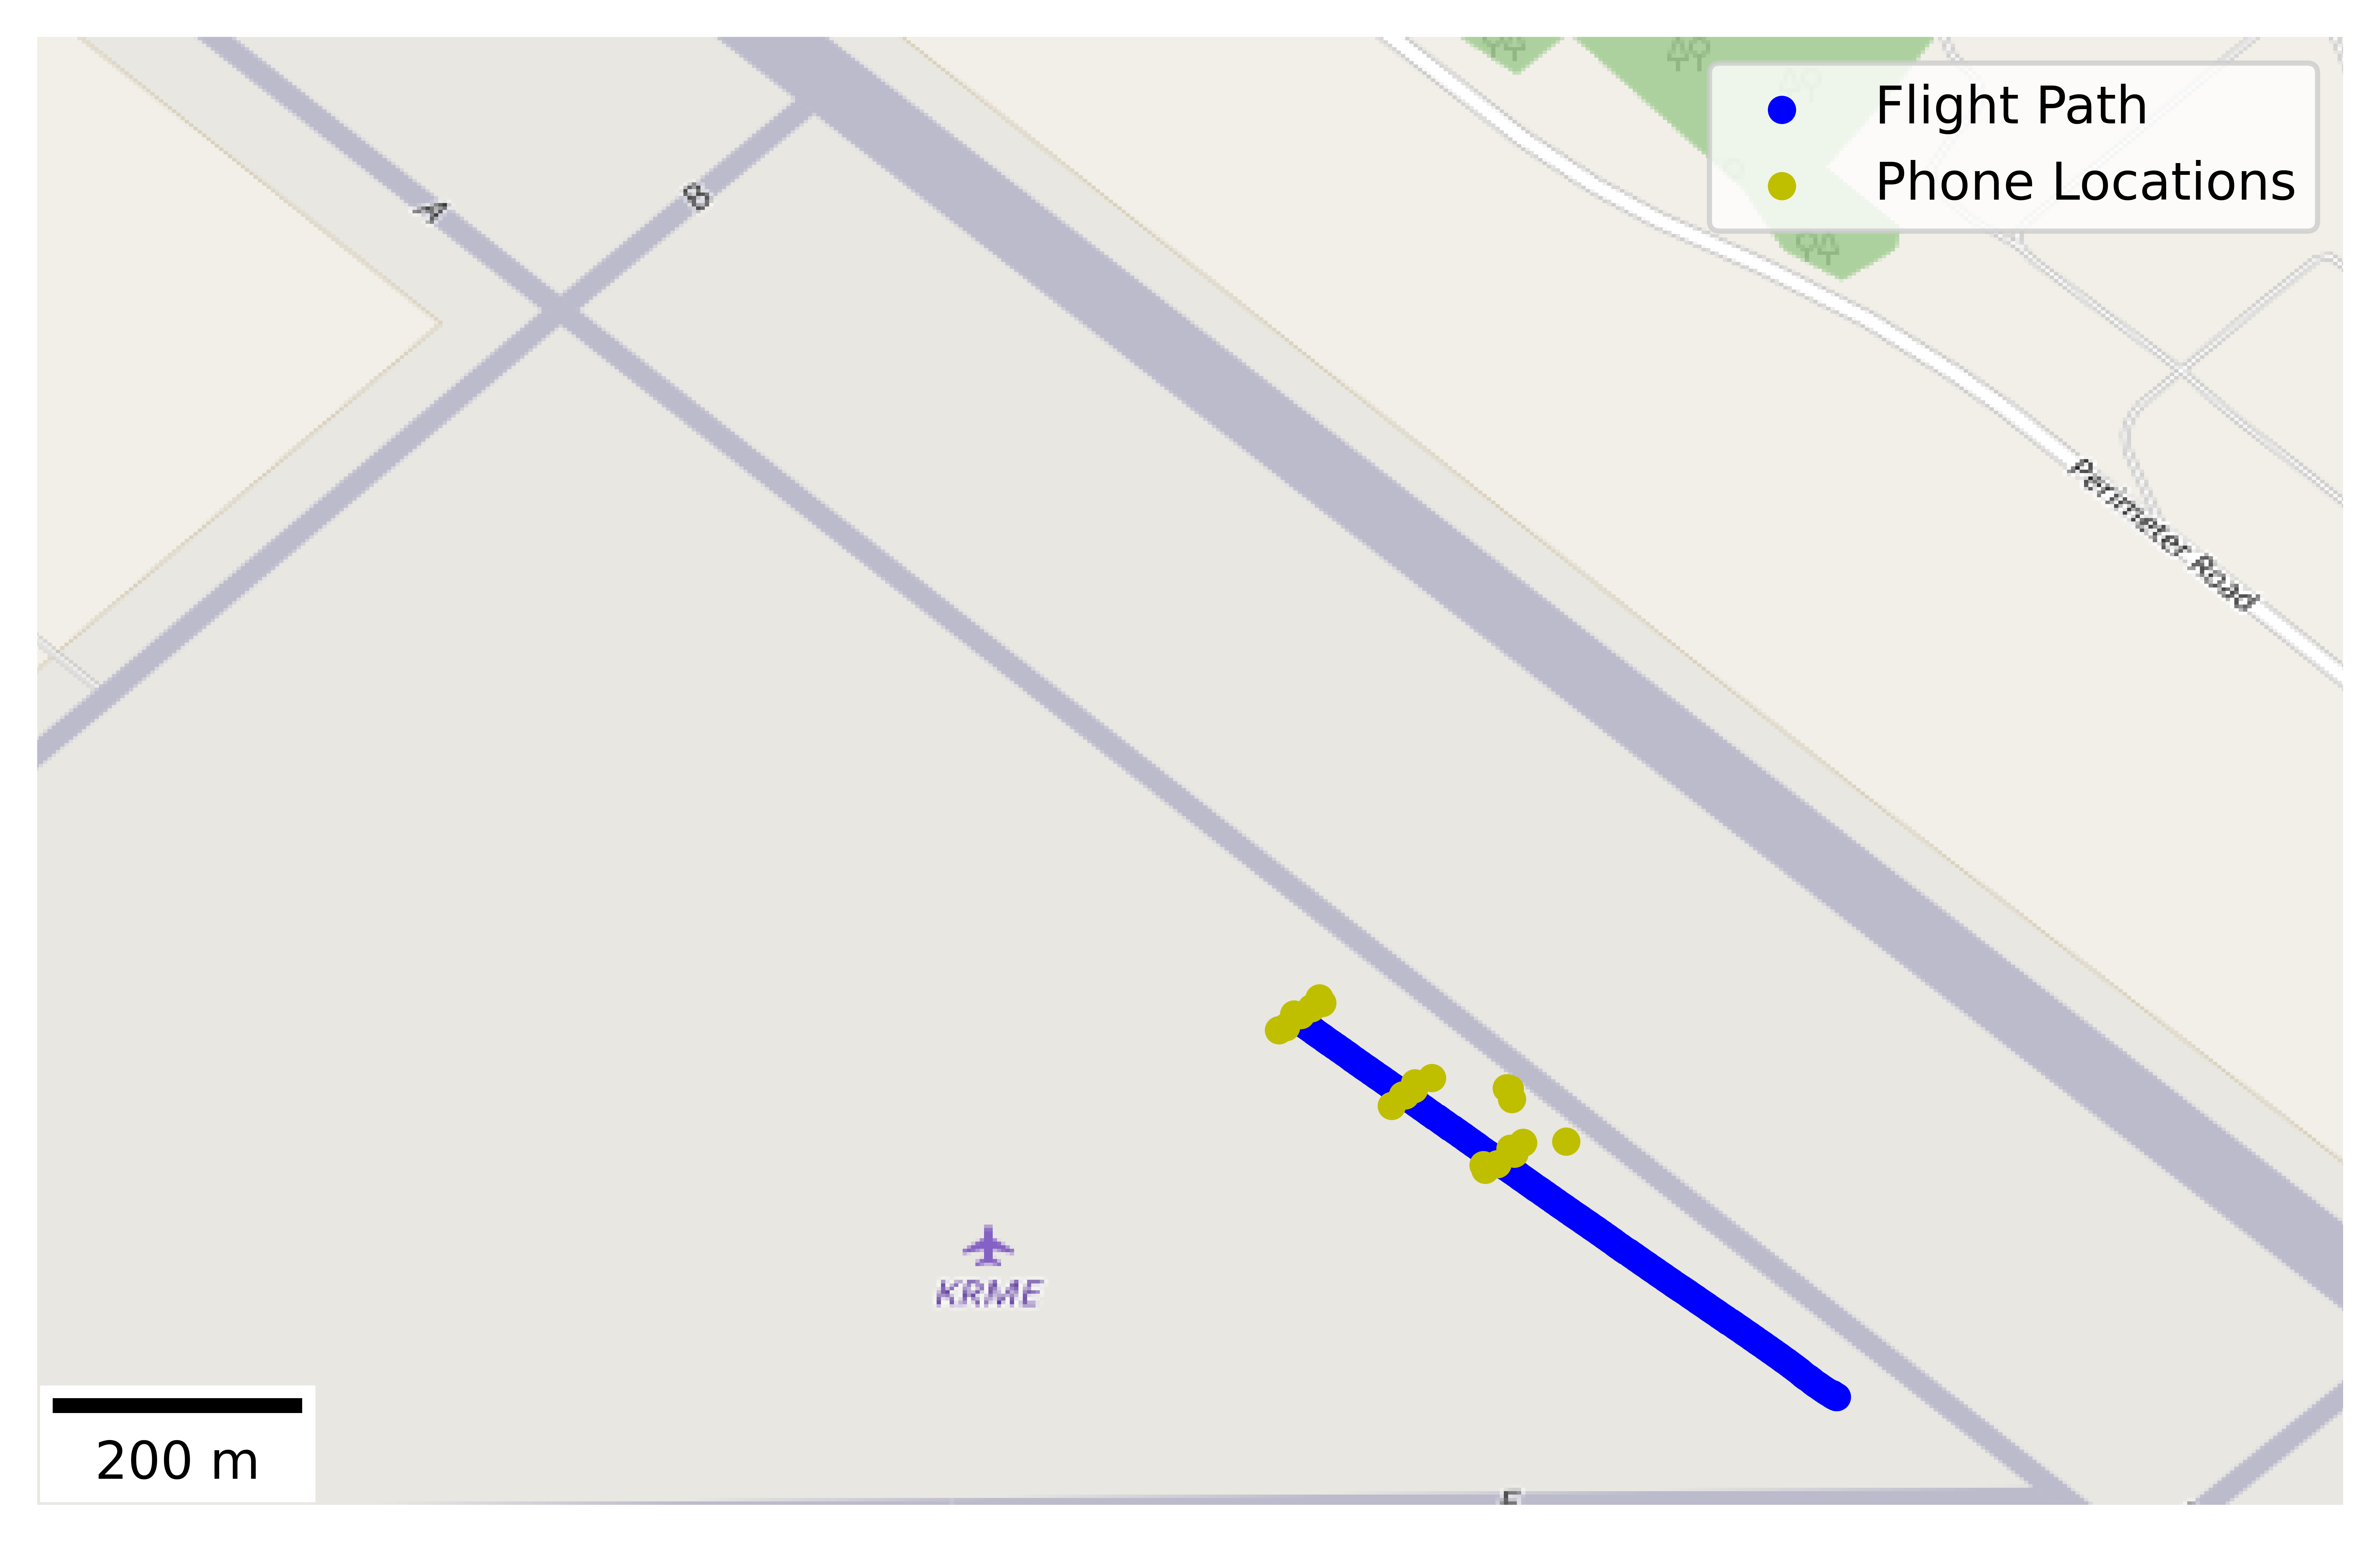 Flight Path
Phone Locations
A
B
Perimeter Road
KRME
200 m